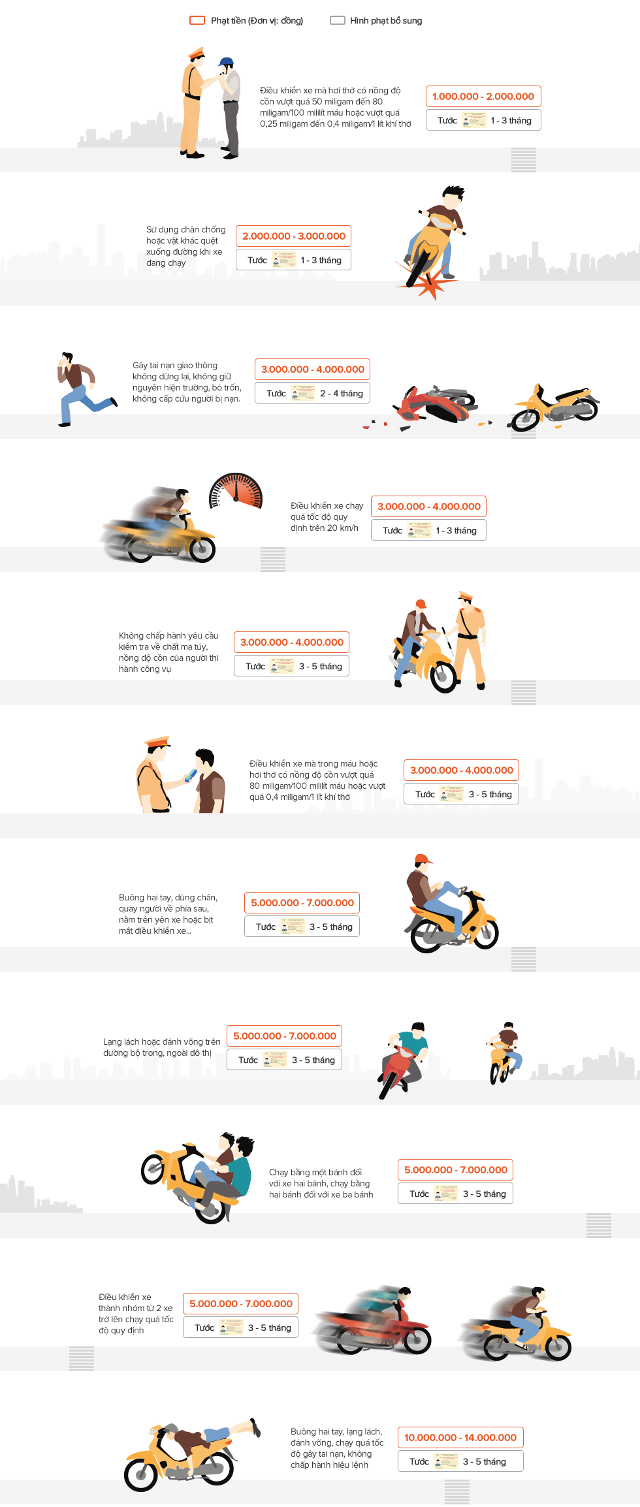 Phạt tiền (Đơn vị: đồng)
Hình phạt bổ sung
Điều khiển xe mà hơi thở có nồng độ
cồn vượt quá 50 miligam đến 80
miligam/100 mililít máu hoặc vượt quá
0,25 miligam đến 0,4 miligam/1 lít khí thở
1.000.000 - 2.000.000
Tước 1 - 3 tháng
Sử dụng chân chống
hoặc vật khác quệt
xuống đường khi xe
đang chạy
2.000.000 - 3.000.000
Tước 1 - 3 tháng
Gây tai nạn giao thông
không dừng lại, không giữ
nguyên hiện trường, bỏ trốn,
không cấp cứu người bị nạn.
3.000.000 - 4.000.000
Tước 2 - 4 tháng
Điều khiển xe chạy
quá tốc độ quy
định trên 20 km/h
3.000.000 - 4.000.000
Tước 1 - 3 tháng
Không chấp hành yêu cầu
kiểm tra về chất ma túy,
nồng độ cồn của người thi
hành công vụ
3.000.000 - 4.000.000
Tước 3 - 5 tháng
Điều khiển xe mà trong máu hoặc
hơi thở có nồng độ cồn vượt quá
80 miligam/100 mililít máu hoặc vượt
quá 0,4 miligam/1 lít khí thở
3.000.000 - 4.000.000
Tước 3 - 5 tháng
Buông hai tay, dùng chân,
quay người về phía sau,
nằm trên yên xe hoặc bịt
mắt điều khiển xe...
5.000.000 - 7.000.000
Tước 3 - 5 tháng
Lạng lách hoặc đánh võng trên
đường bộ trong, ngoài đô thị
5.000.000 - 7.000.000
Tước 3 - 5 tháng
Chạy bằng một bánh đối
với xe hai bánh, chạy bằng
hai bánh đối với xe ba bánh
5.000.000 - 7.000.000
Tước 3 - 5 tháng
Điều khiển xe
thành nhóm từ 2 xe
trở lên chạy quá tốc
độ quy định
5.000.000 - 7.000.000
Tước 3 - 5 tháng
Buông hai tay, lạng lách,
đánh võng, chạy quá tốc
độ gây tai nạn, không
chấp hành hiệu lệnh
10.000.000 - 14.000.000
Tước 3 - 5 tháng